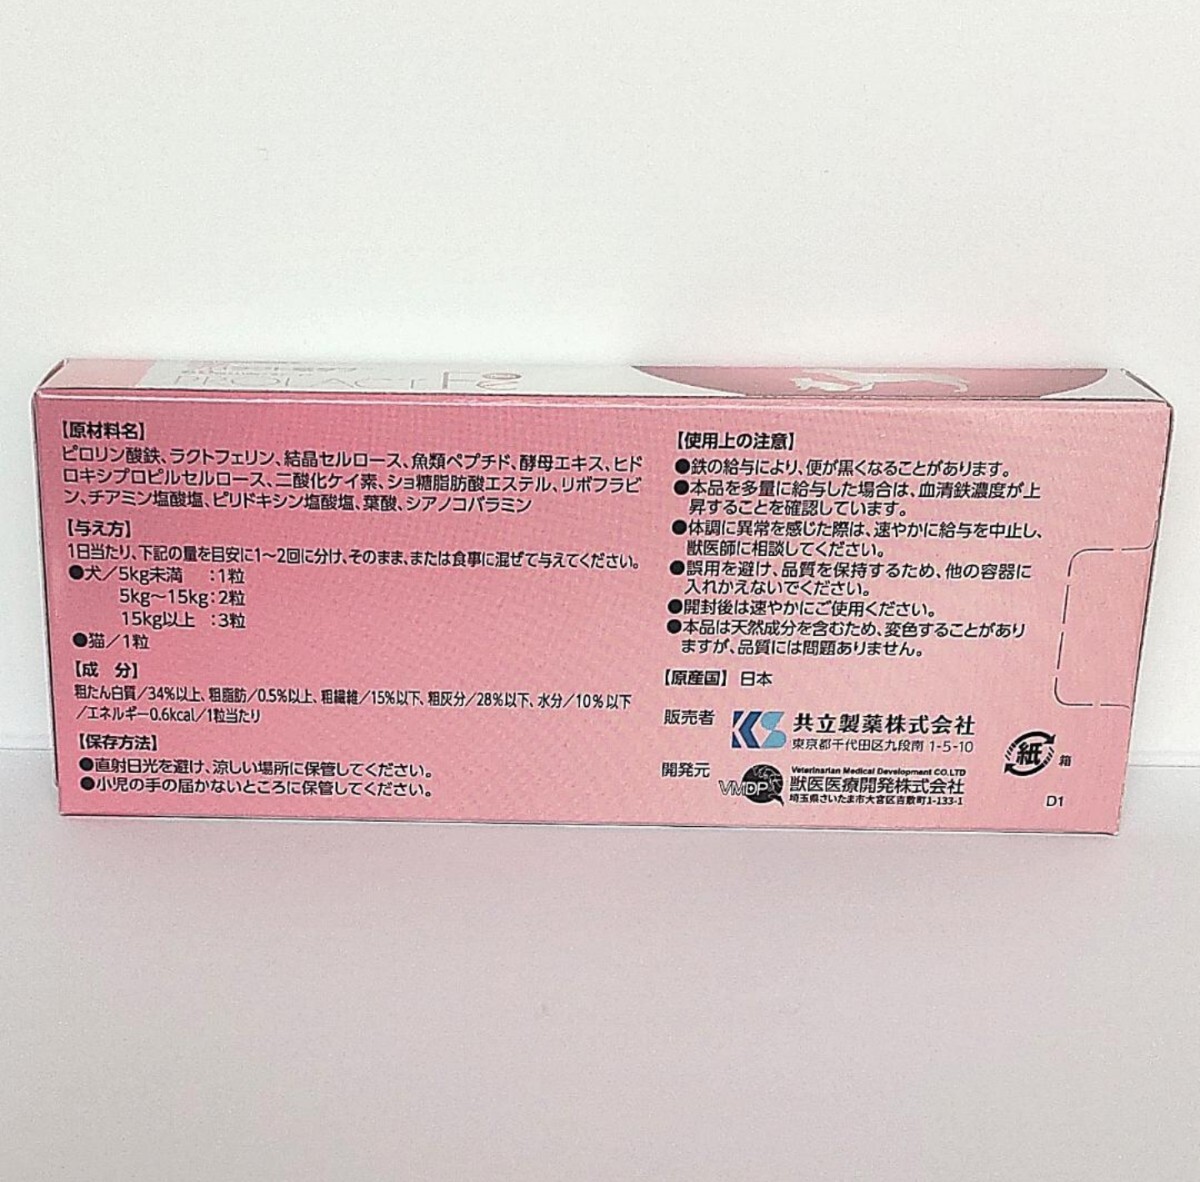 PROLACT Fe
【原材料名】
ピロリン酸鉄、ラクトフェリン、結晶セルロース、魚類ペプチド、酵母エキス、ヒド
ロキシプロピルセルロース、二酸化ケイ素、ショ糖脂肪酸エステル、リボフラビ
ン、チアミン塩酸塩、ピリドキシン塩酸塩、葉酸、シアノコバラミン
【与え方】
1日当たり、下記の量を目安に1〜2回に分け、そのまま、または食事に混ぜて与えてください。
●犬／5kg未満 ：1粒
5kg〜15kg：2粒
15kg以上 ：3粒
●猫／1粒
【成 分】
粗たん白質／34％以上、粗脂肪／0.5％以上、粗繊維／15％以下、粗灰分／28％以下、水分／10％以下
／エネルギー0.6kcal／1粒当たり
【保存方法】
●直射日光を避け、涼しい場所に保管してください。
●小児の手の届かないところに保管してください。
【使用上の注意】
●鉄の給与により、便が黒くなることがあります。
●本品を多量に給与した場合は、血清鉄濃度が上
昇することを確認しています。
●体調に異常を感じた際は、速やかに給与を中止し、
獣医師に相談してください。
●誤用を避け、品質を保持するため、他の容器に
入れかえないでください。
●開封後は速やかにご使用ください。
●本品は天然成分を含むため、変色することがあり
ますが、品質には問題ありません。
【原産国】日本
販売者 KS 共立製薬株式会社
東京都千代田区九段南 1-5-10
開発元 VMDP Veterinarian Medical Development CO.LTD
獣医医療開発株式会社
埼玉県さいたま市大宮区吉敷町1-133-1
紙 箱
D1